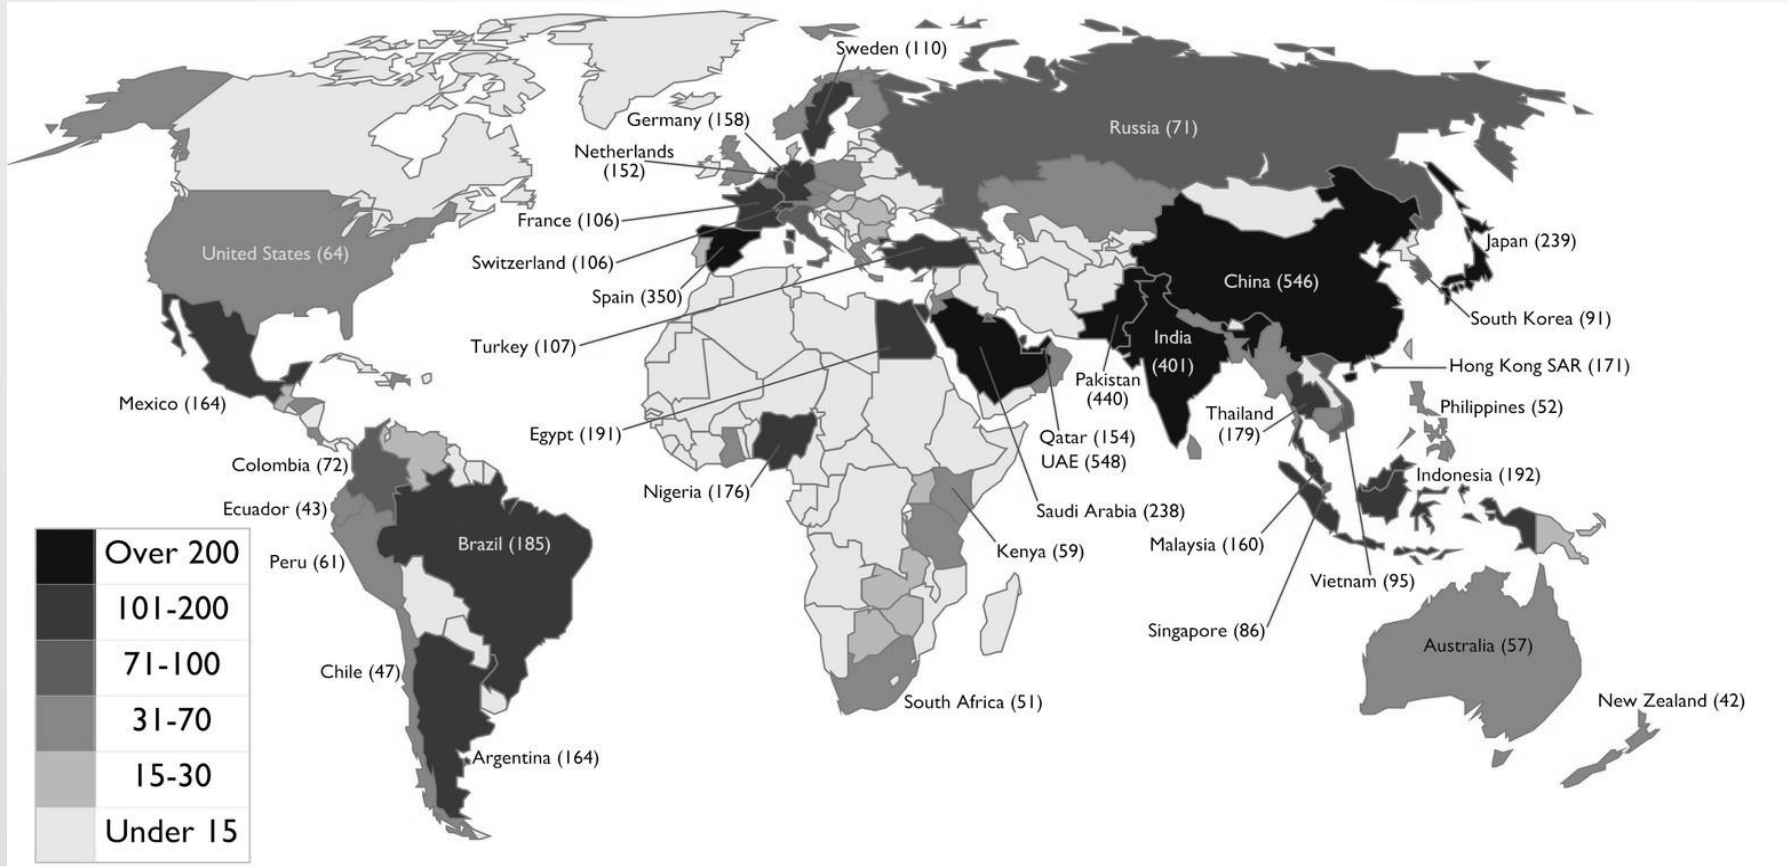 Sweden (110)
Germany (158)
Netherlands
(152)
Russia (71)
France (106)
United States (64)
Switzerland (106)
Spain (350)
Japan (239)
China (546)
South Korea (91)
Turkey (107)
India
(401)
Hong Kong SAR (171)
Pakistan
(440)
Mexico (164)
Philippines (52)
Thailand
(179)
Egypt (191)
Qatar (154)
UAE (548)
Colombia (72)
Indonesia (192)
Nigeria (176)
Ecuador (43)
Saudi Arabia (238)
Brazil (185)
Malaysia (160)
Kenya (59)
Peru (61)
Vietnam (95)
Singapore (86)
Australia (57)
Chile (47)
South Africa (51)
New Zealand (42)
Argentina (164)
Over 200
101-200
71-100
31-70
15-30
Under 15